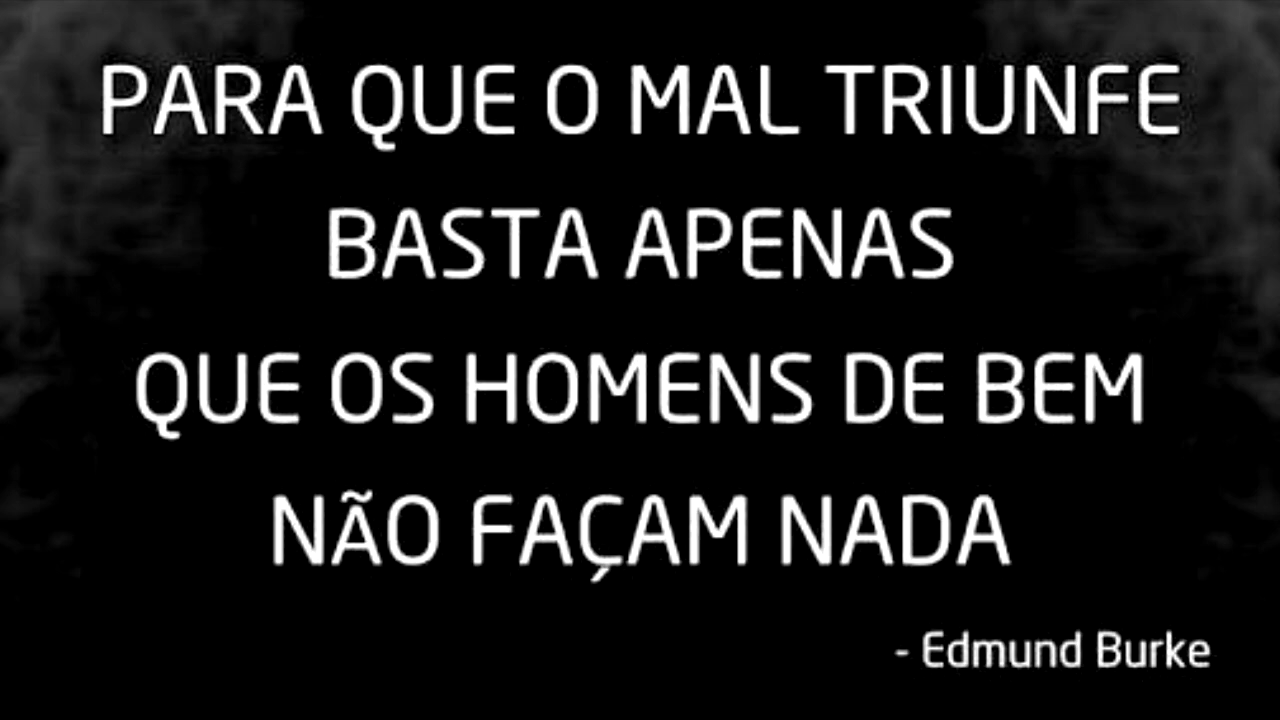 PARA QUE O MAL TRIUNFE
BASTA APENAS
QUE OS HOMENS DE BEM
NÃO FAÇAM NADA
- Edmund Burke